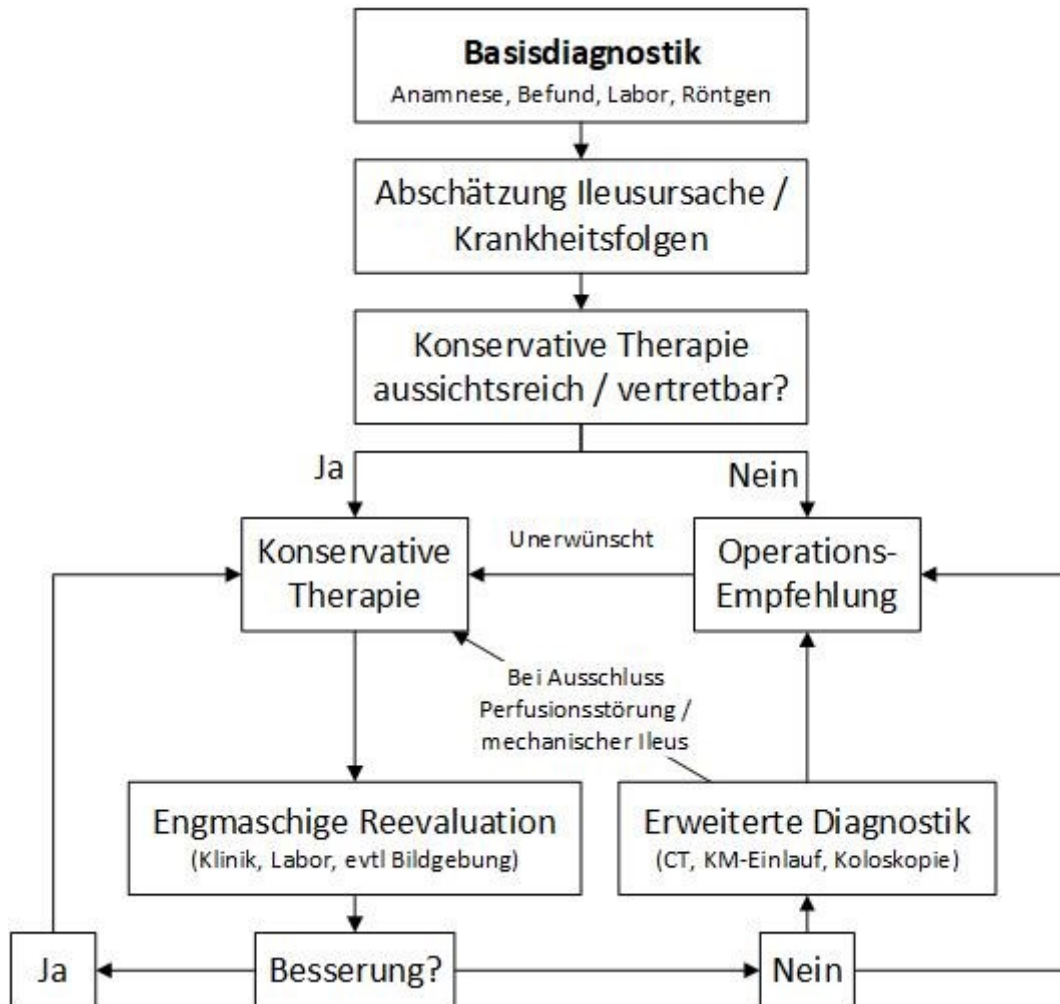 Basisdiagnostik
Anamnese, Befund, Labor, Röntgen
Abschätzung Ileusursache /
Krankheitsfolgen
Konservative Therapie
aussichtsreich / vertretbar?
Ja
Nein
Konservative
Therapie
Unerwünscht
Operations-
Empfehlung
Bei Ausschluss
Perfusionsstörung /
mechanischer Ileus
Engmaschige Reevaluation
(Klinik, Labor, evtl Bildgebung)
Erweiterte Diagnostik
(CT, KM-Einlauf, Koloskopie)
Ja
Besserung?
Nein